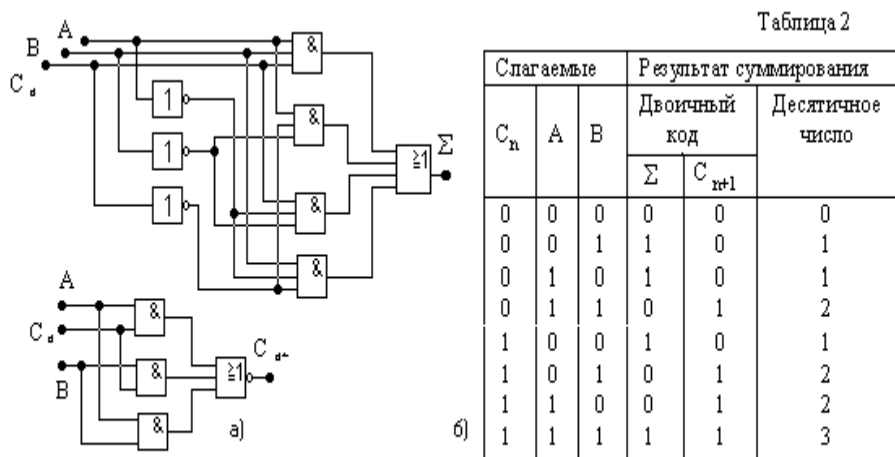 Таблица 2
A
B
C d
&
1
&
1
≥1
Σ
&
1
&
A
C d
B
&
&
≥1
C d+
&
а)
б)
Слагаемые Результат суммирования
C n A B Двоичный код Десятичное число
Σ C n+1
0 0 0 0 0 0
0 0 1 1 0 1
0 1 0 1 0 1
0 1 1 0 1 2
1 0 0 1 0 1
1 0 1 0 1 2
1 1 0 0 1 2
1 1 1 1 1 3